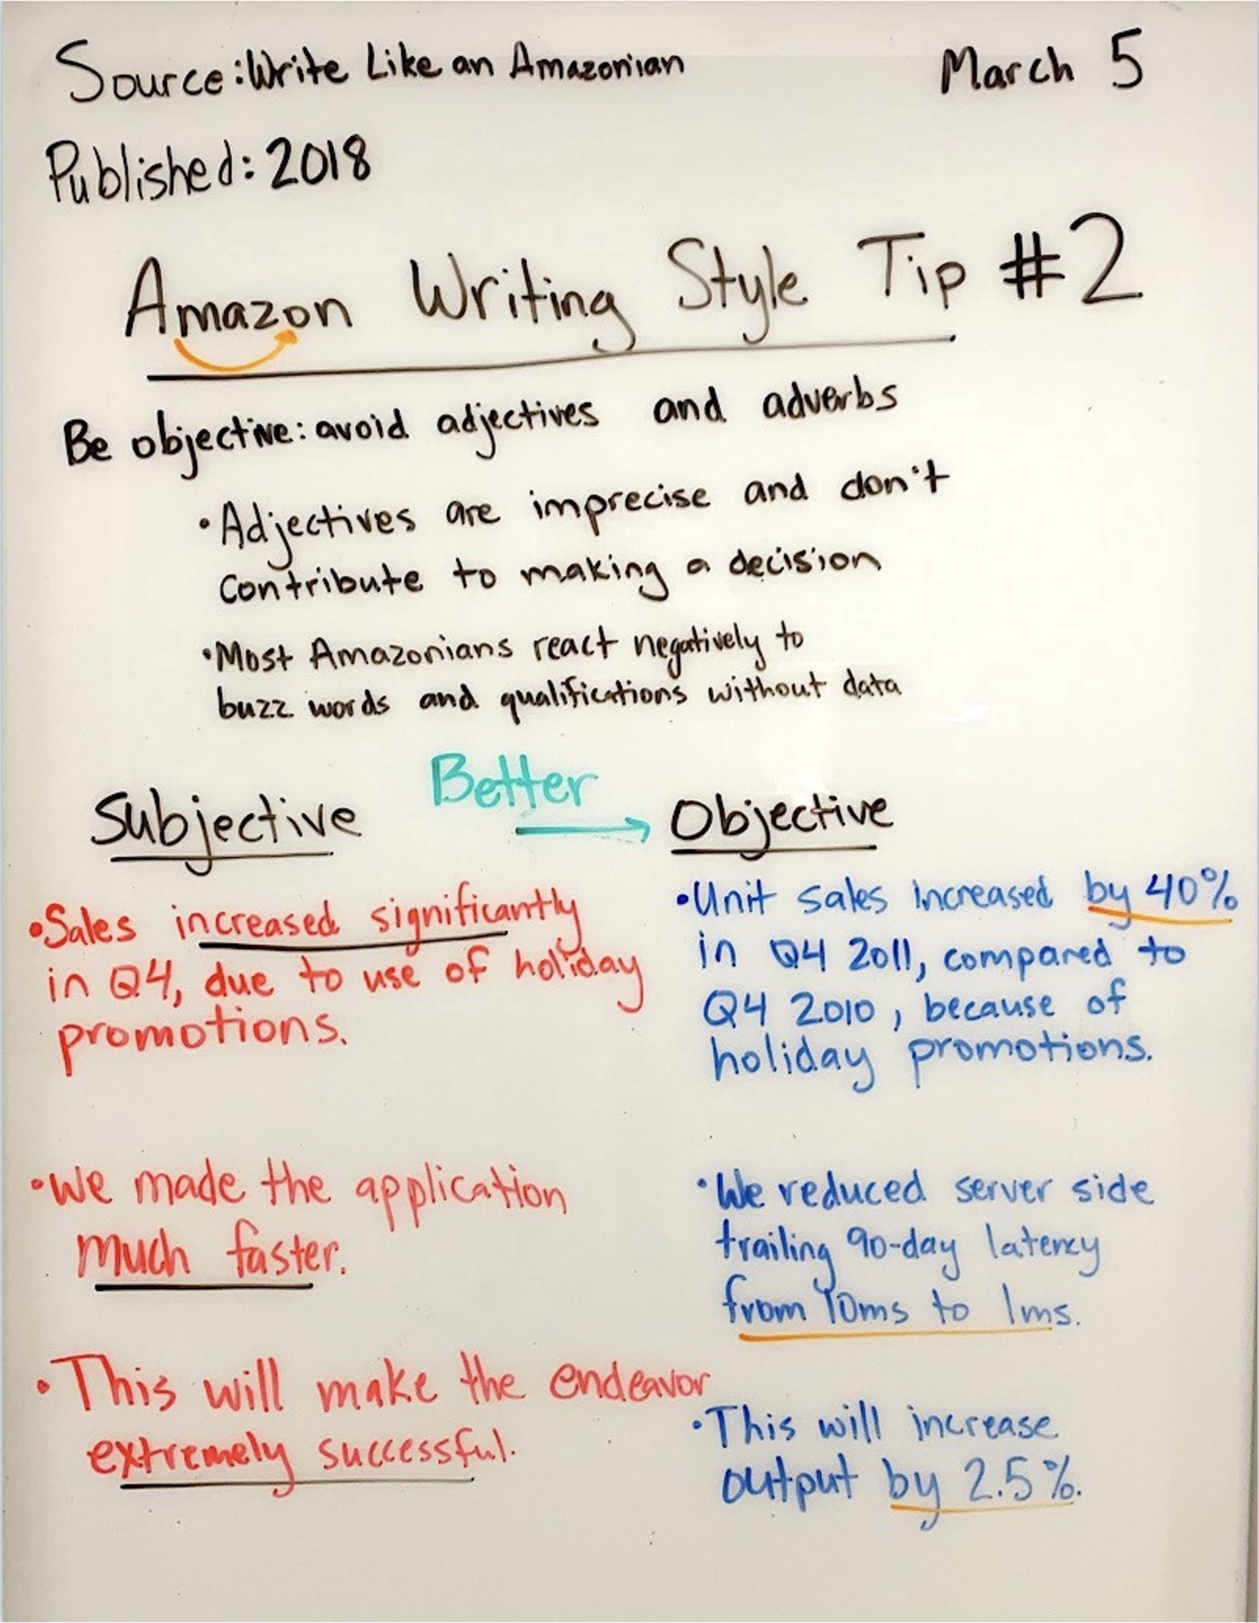 Source: Write Like an Amazonian
March 5
Published: 2018
Amazon Writing Style Tip #2
Be objective: avoid adjectives and adverbs
• Adjectives are imprecise and don't
contribute to making a decision
• Most Amazonians react negatively to
buzz words and qualifications without data
Subjective
Better
Objective
• Sales increased significantly
in Q4, due to use of holiday
promotions.
• Unit sales increased by 40%
in Q4 2011, compared to
Q4 2010, because of
holiday promotions.
• We made the application
much faster.
• We reduced server side
trailing 90-day latency
from 10ms to 1ms.
• This will make the endeavor
extremely successful.
• This will increase
output by 2.5%.